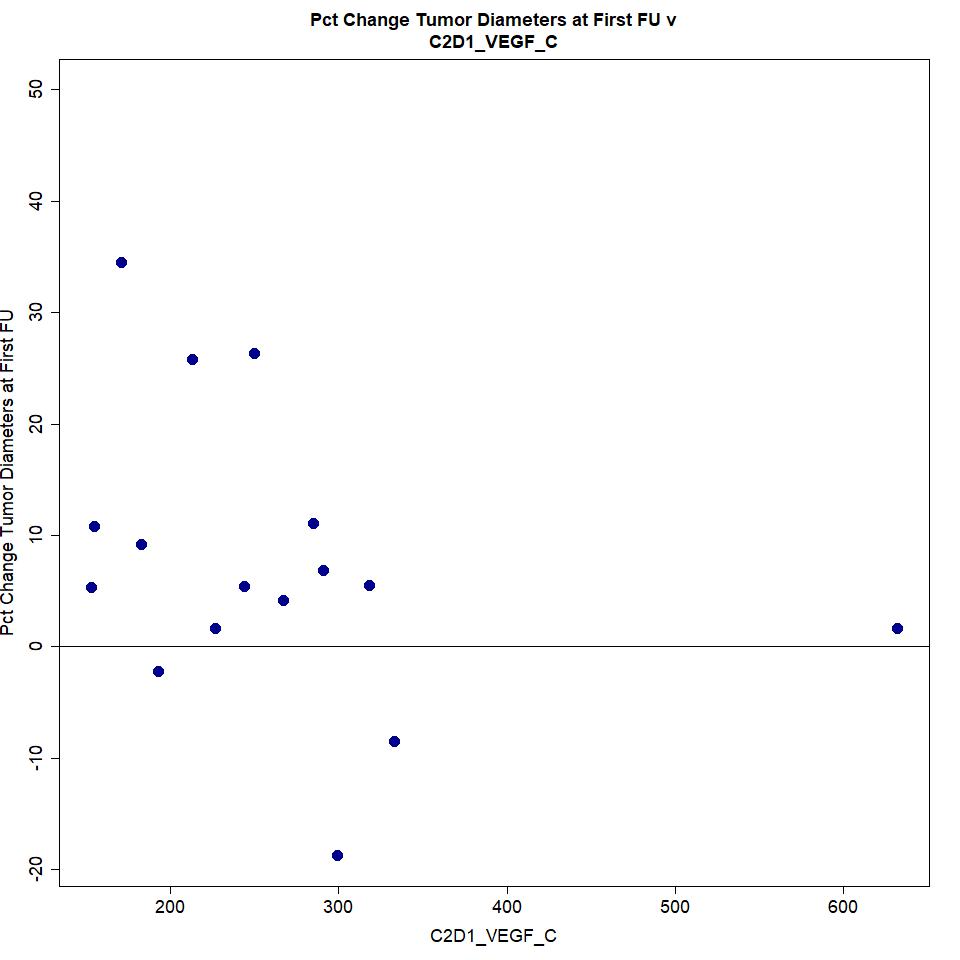 Pct Change Tumor Diameters at First FU v
C2D1_VEGF_C
Pct Change Tumor Diameters at First FU
50
40
30
20
10
0
-10
-20
200 300 400 500 600
C2D1_VEGF_C